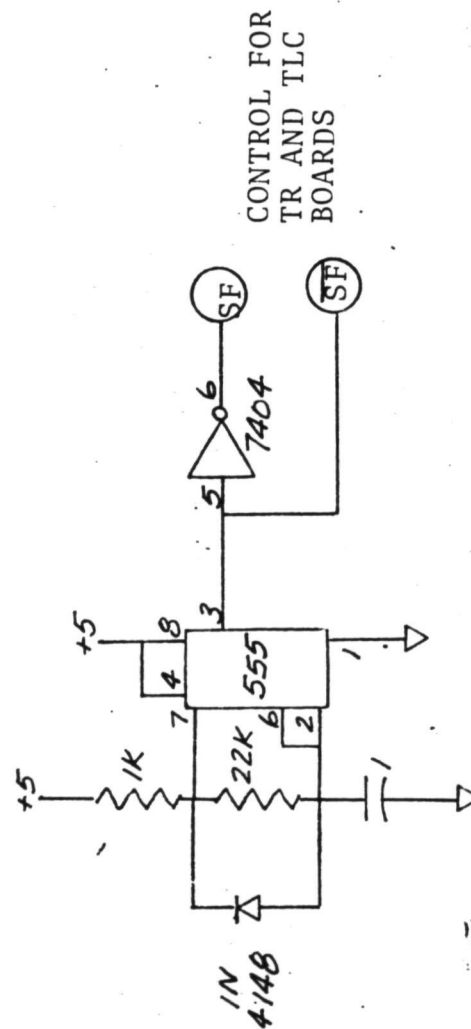 +5
1K
22K
1
1N
4148
+5
7
4
8
6
2
555
3
1
5
6
7404
SF
SF
CONTROL FOR
TR AND TLC
BOARDS